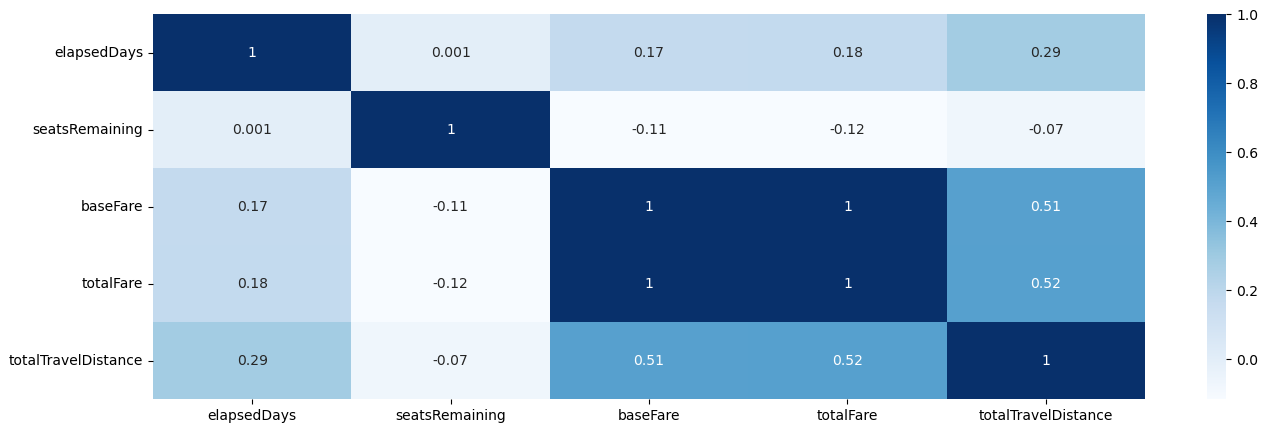 elapsedDays 1 0.001 0.17 0.18 0.29
seatsRemaining 0.001 1 -0.11 -0.12 -0.07
baseFare 0.17 -0.11 1 1 0.51
totalFare 0.18 -0.12 1 1 0.52
totalTravelDistance 0.29 -0.07 0.51 0.52 1
elapsedDays seatsRemaining baseFare totalFare totalTravelDistance
1.0
0.8
0.6
0.4
0.2
0.0